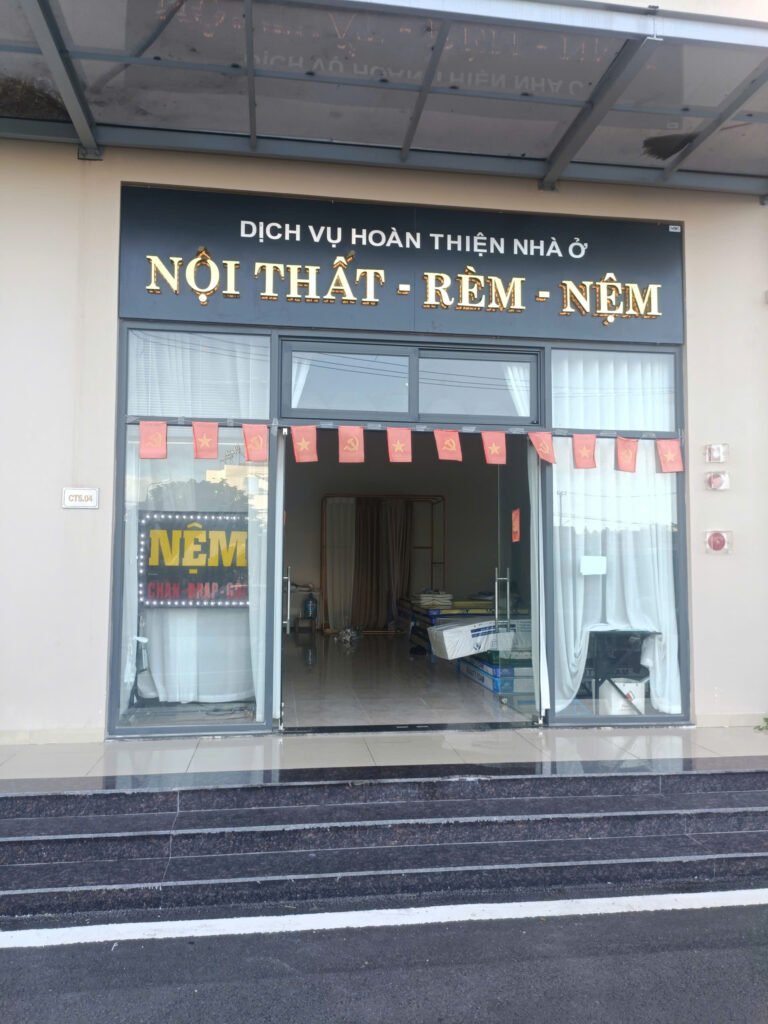 DỊCH VỤ HOÀN THIỆN NHÀ Ở
NỘI THẤT - RÈM - NỆM
CT5.04
NỆM